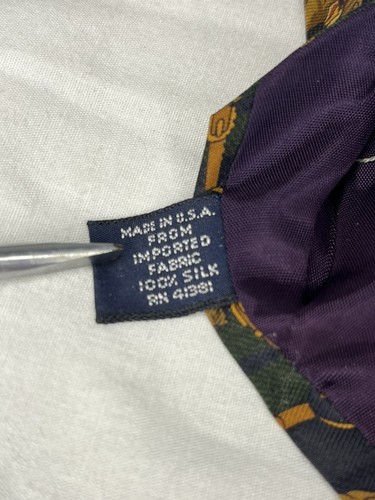 MADE IN U.S.A.
FROM
IMPORTED
FABRIC
100% SILK
RN 41381